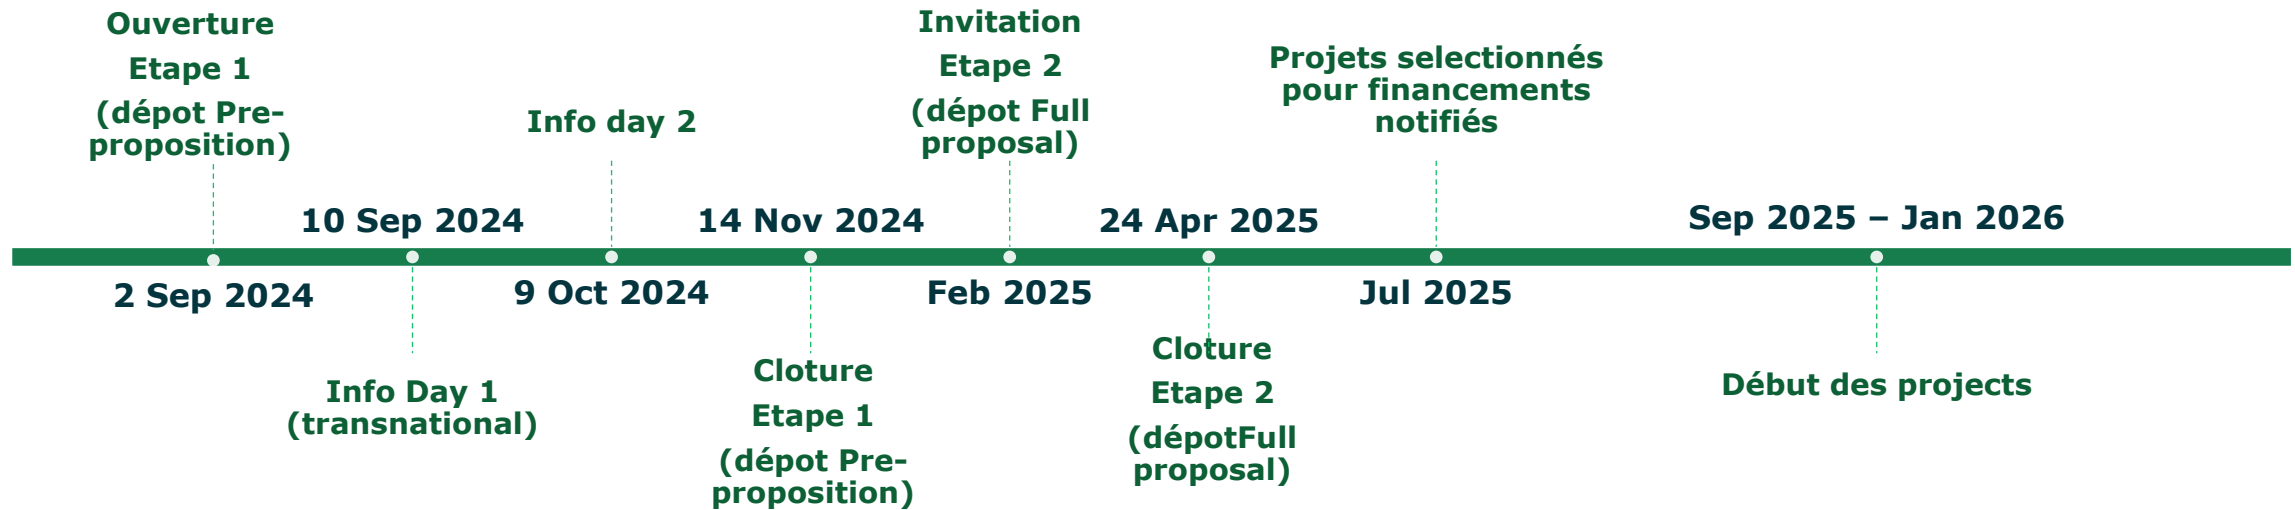 Ouverture
Etape 1
(dépot Pre-
proposition)
2 Sep 2024
10 Sep 2024
Info Day 1
(transnational)
Info day 2
9 Oct 2024
14 Nov 2024
Cloture
Etape 1
(dépot Pre-
proposition)
Invitation
Etape 2
(dépot Full
proposal)
Feb 2025
24 Apr 2025
Cloture
Etape 2
(dépotFull
proposal)
Projets selectionnés
pour financements
notifiés
Jul 2025
Sep 2025 – Jan 2026
Début des projects